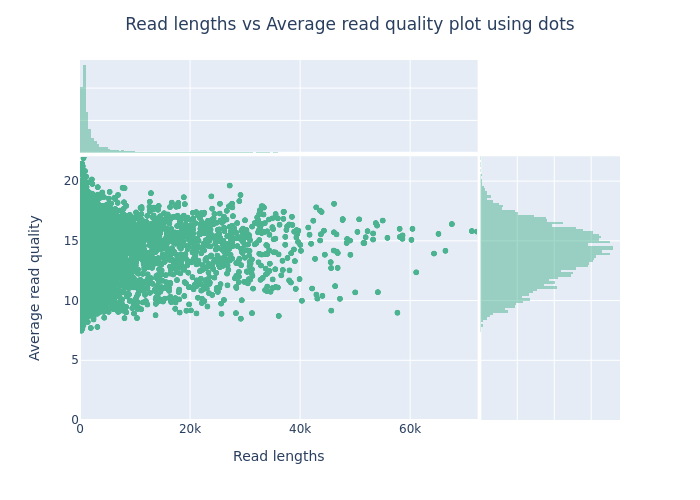 Read lengths vs Average read quality plot using dots
20
15
10
5
0
Average read quality
0 20k 40k 60k
Read lengths